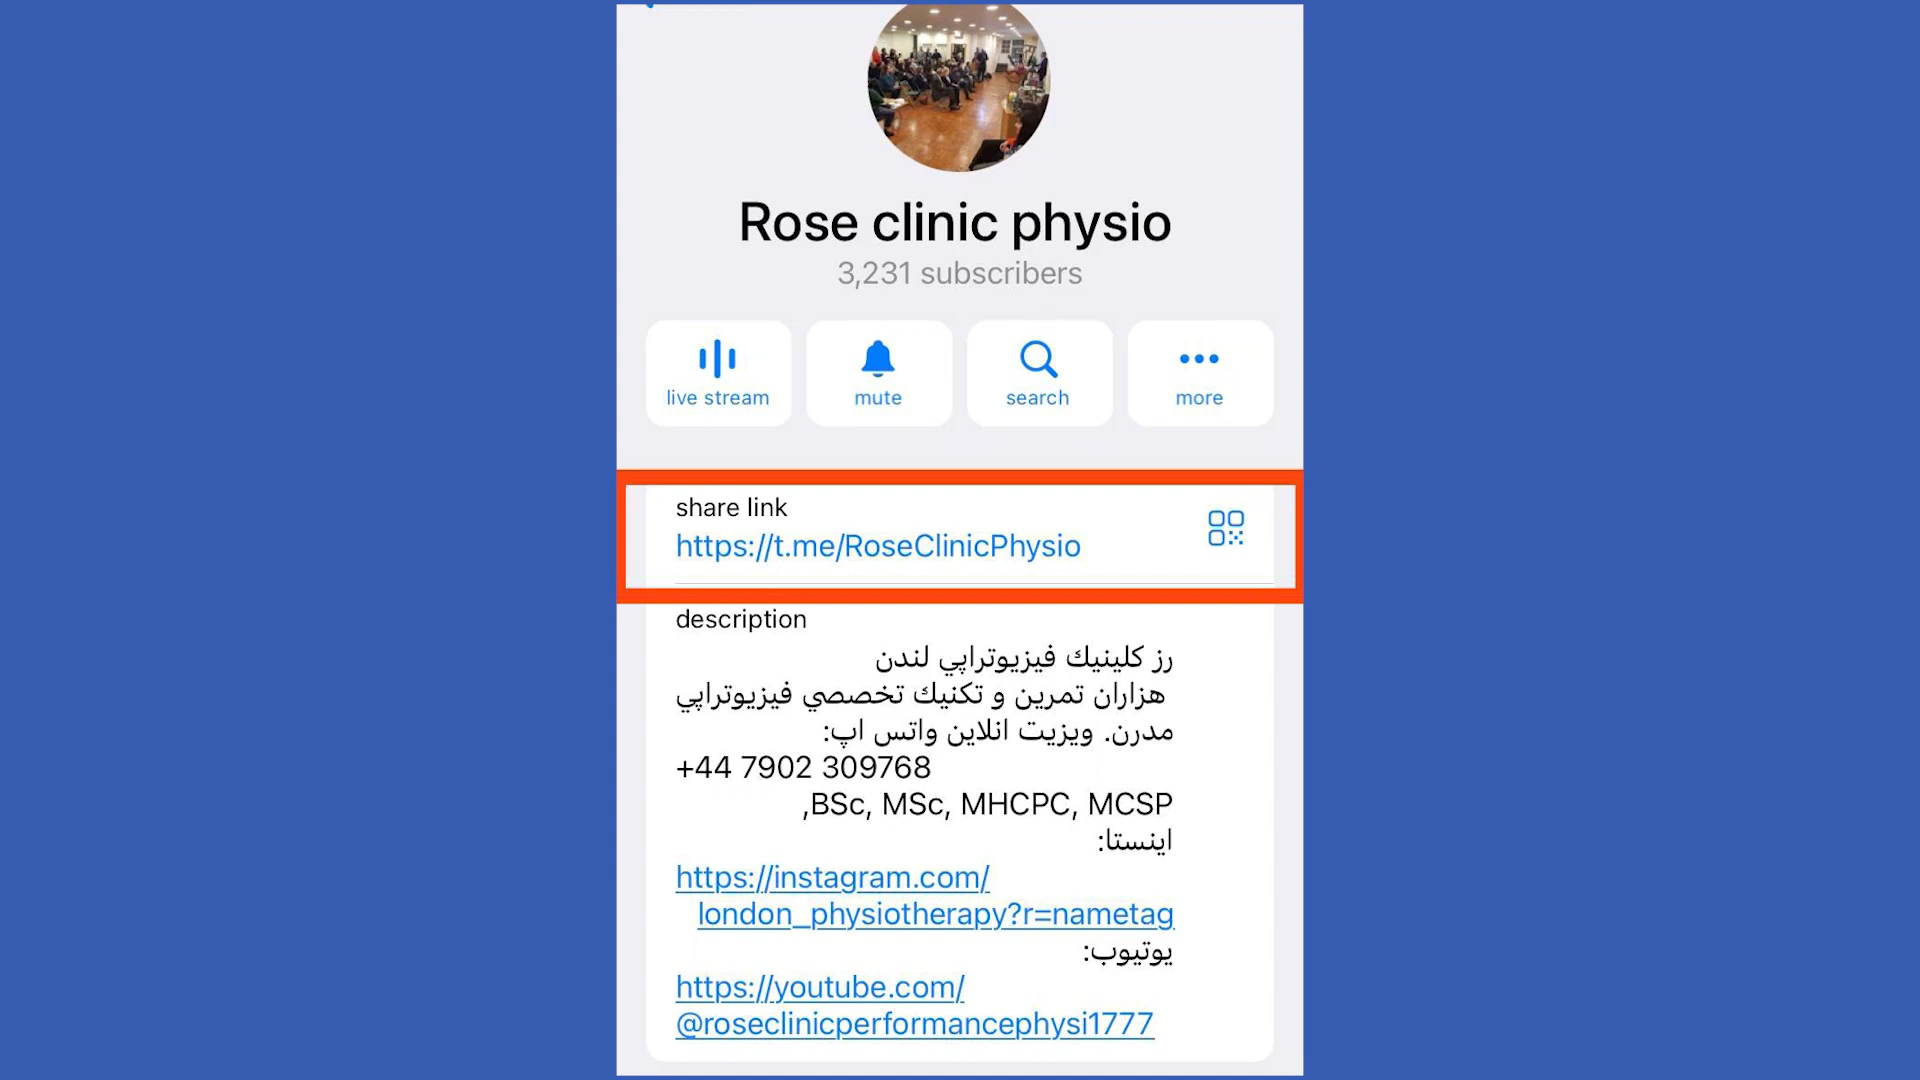 Rose clinic physio
3,231 subscribers
live stream
mute
search
more
share link
https://t.me/RoseClinicPhysio
description
رز كلينيك فيزيوتراپي لندن
هزاران تمرين و تكنيك تخصصي فيزيوتراپي
مدرن. ويزيت انلاين واتس اپ:
+44 7902 309768
BSc, MSc, MHCPC, MCSP,
اينستا:
https://instagram.com/
london_physiotherapy?r=nametag
يوتيوب:
https://youtube.com/
@roseclinicperformancephysi1777